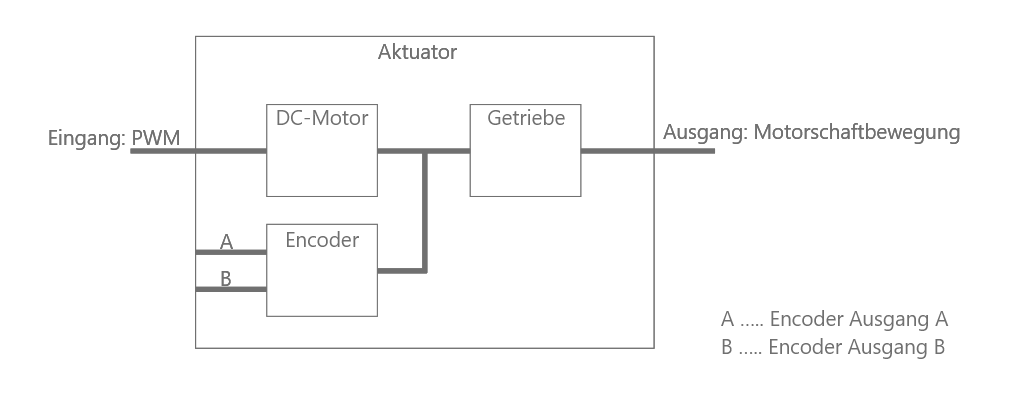 Aktuator
DC-Motor
Getriebe
Eingang: PWM
Ausgang: Motorschaftbewegung
A
Encoder
B
A ..... Encoder Ausgang A
B ..... Encoder Ausgang B